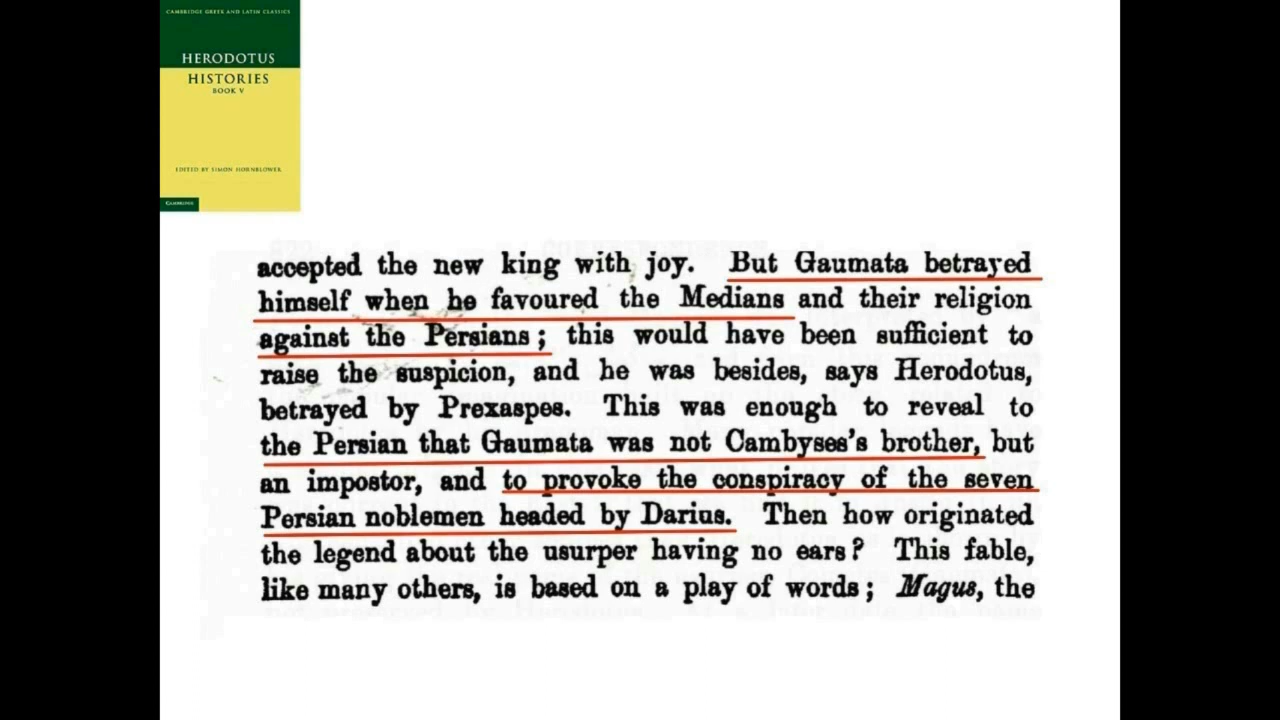 CAMBRIDGE GREEK AND LATIN CLASSICS
HERODOTUS
HISTORIES
BOOK V
EDITED BY SIMON HORNBLOWER
CAMBRIDGE
accepted the new king with joy. But Gaumata betrayed
himself when he favoured the Medians and their religion
against the Persians ; this would have been sufficient to
raise the suspicion, and he was besides, says Herodotus,
betrayed by Prexaspes. This was enough to reveal to
the Persian that Gaumata was not Cambyses's brother, but
an impostor, and to provoke the conspiracy of the seven
Persian noblemen headed by Darius. Then how originated
the legend about the usurper having no ears? This fable,
like many others, is based on a play of words ; Magus, the